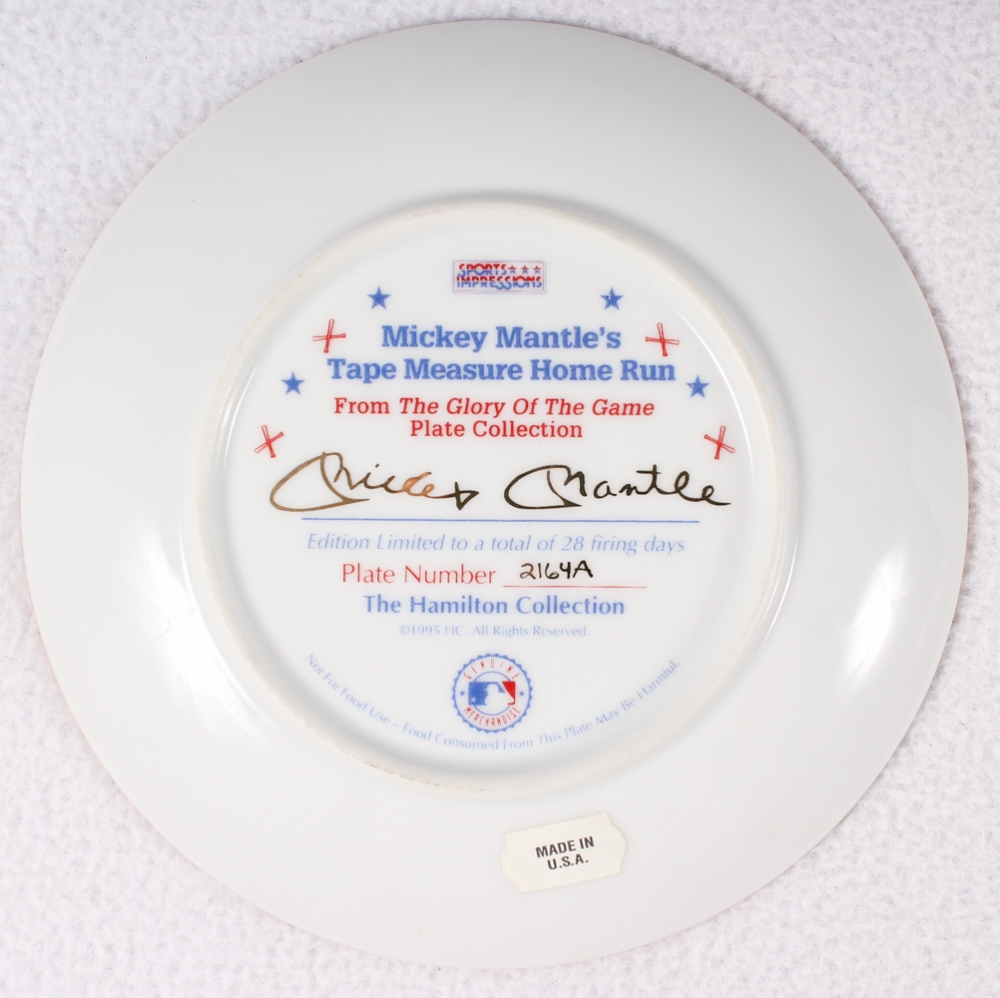 SPORTS
IMPRESSIONS
Mickey Mantle's
Tape Measure Home Run
From The Glory Of The Game
Plate Collection
Mickey Mantle
Edition Limited to a total of 28 firing days
Plate Number 2164A
The Hamilton Collection
©1995 HC. All Rights Reserved.
GENUINE
MERCHANDISE
Not For Food Use – Food Consumed From This Plate May Be Harmful.
MADE IN
U.S.A.